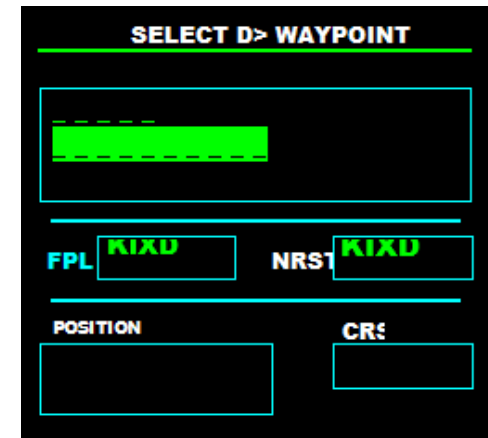 SELECT D> WAYPOINT
_ _ _ _ _
_ _ _ _ _ _ _ _ _ _
FPL KIXD NRST KIXD
POSITION CRS